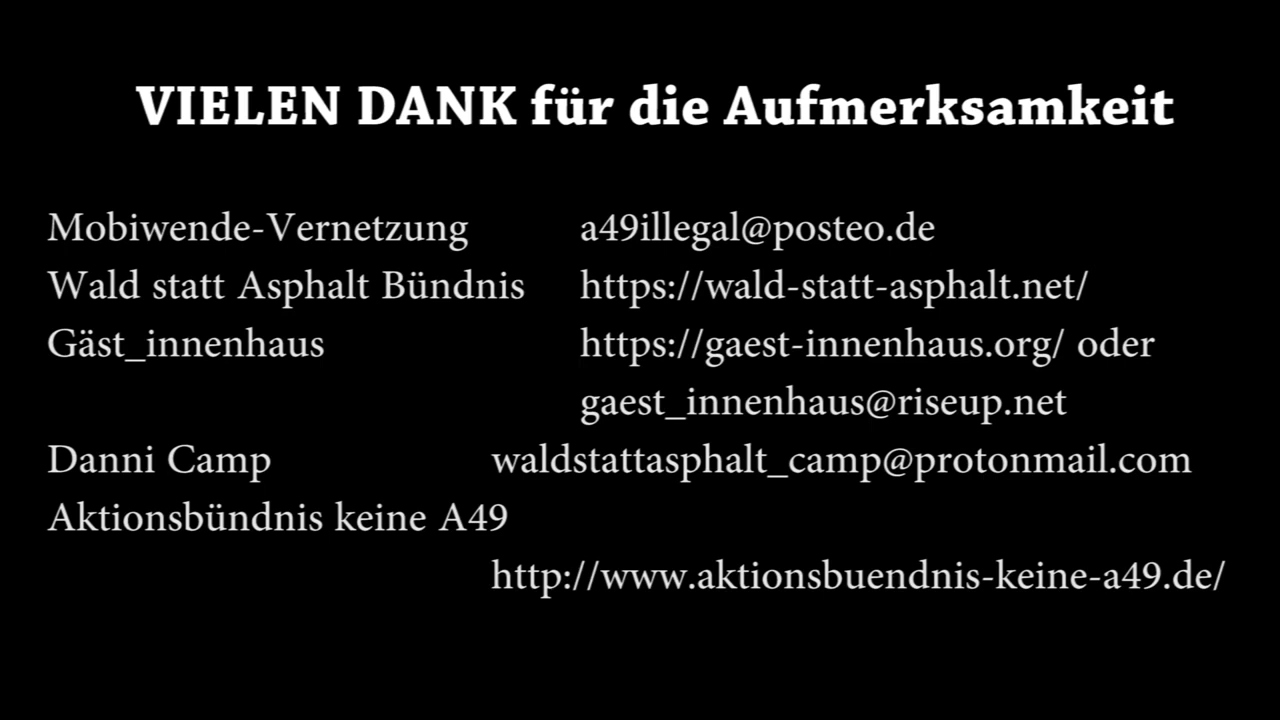 VIELEN DANK für die Aufmerksamkeit
Mobiwende-Vernetzung a49illegal@posteo.de
Wald statt Asphalt Bündnis https://wald-statt-asphalt.net/
Gäst_innenhaus https://gaest-innenhaus.org/ oder
gaest_innenhaus@riseup.net
Danni Camp waldstattasphalt_camp@protonmail.com
Aktionsbündnis keine A49
http://www.aktionsbuendnis-keine-a49.de/